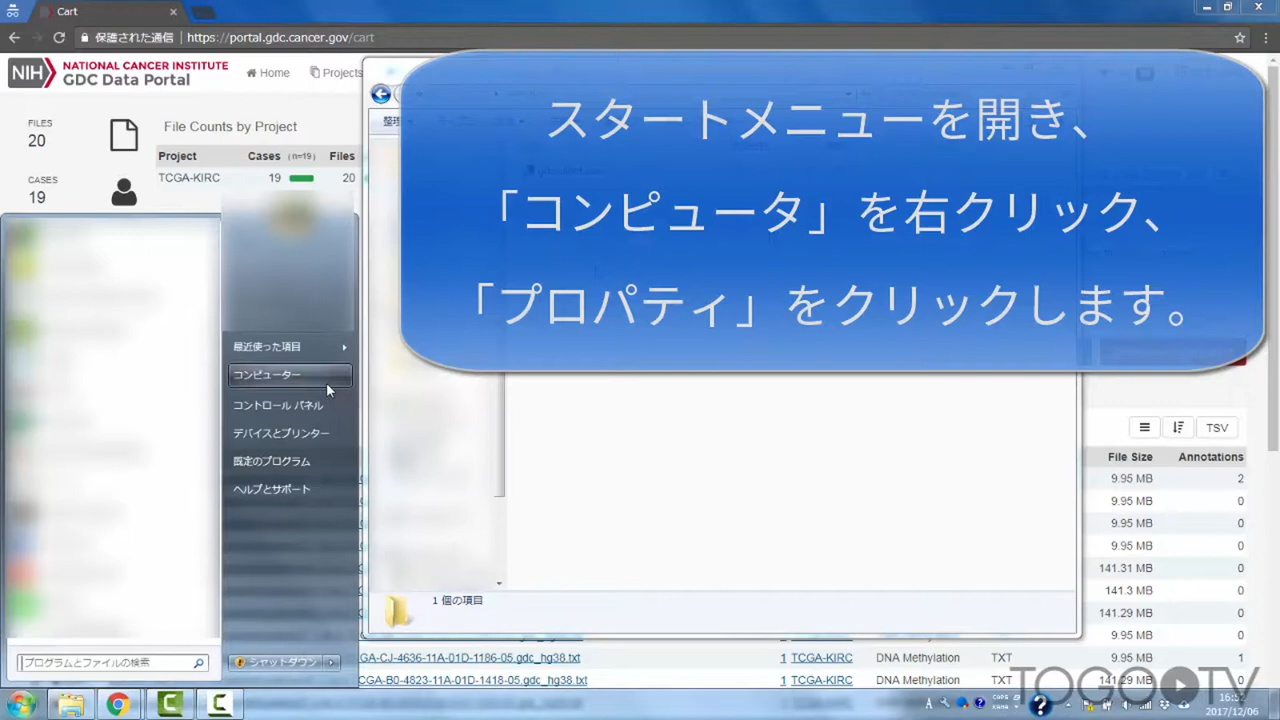 Cart
保護された通信
https://portal.gdc.cancer.gov/cart
NIH
NATIONAL CANCER INSTITUTE
GDC Data Portal
Home
Projects
FILES
20
CASES
19
File Counts by Project
Project Cases (n=19) Files
TCGA-KIRC 19 20
スタートメニューを開き、
「コンピュータ」を右クリック、
「プロパティ」をクリックします。
最近使った項目
コンピューター
コントロール パネル
デバイスとプリンター
既定のプログラム
ヘルプとサポート
プログラムとファイルの検索
シャットダウン
1 個の項目
TSV
File Size Annotations
9.95 MB 2
9.95 MB 0
9.95 MB 0
9.95 MB 0
141.31 MB 0
141.3 MB 0
141.29 MB 0
9.95 MB 0
GA-CJ-4636-11A-01D-1186-05.gdc_hg38.txt 1 TCGA-KIRC DNA Methylation TXT 9.95 MB 1
GA-B0-4823-11A-01D-1418-05.gdc_hg38.txt 1 TCGA-KIRC DNA Methylation TXT 141.29 MB 0
TOGO TV
2017/12/06